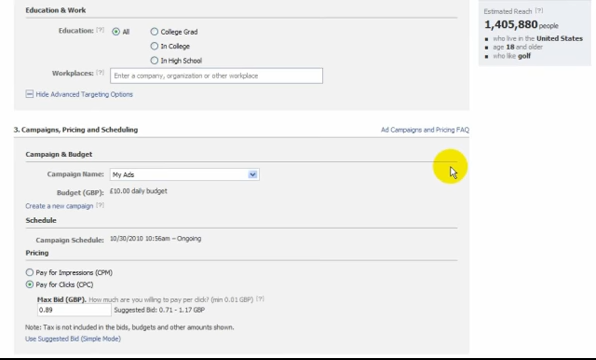 Education & Work
Education: [?] All College Grad
In College
In High School
Workplaces: [?] Enter a company, organization or other workplace
Hide Advanced Targeting Options
Estimated Reach [?]
1,405,880 people
who live in the United States
age 18 and older
who like golf
3. Campaigns, Pricing and Scheduling Ad Campaigns and Pricing FAQ
Campaign & Budget
Campaign Name: My Ads
Budget (GBP): £10.00 daily budget
Create a new campaign [?]
Schedule
Campaign Schedule: 10/30/2010 10:56am – Ongoing
Pricing
Pay for Impressions (CPM)
Pay for Clicks (CPC)
Max Bid (GBP). How much are you willing to pay per click? (min 0.01 GBP) [?]
0.89 Suggested Bid: 0.71 - 1.17 GBP
Note: Tax is not included in the bids, budgets and other amounts shown.
Use Suggested Bid (Simple Mode)